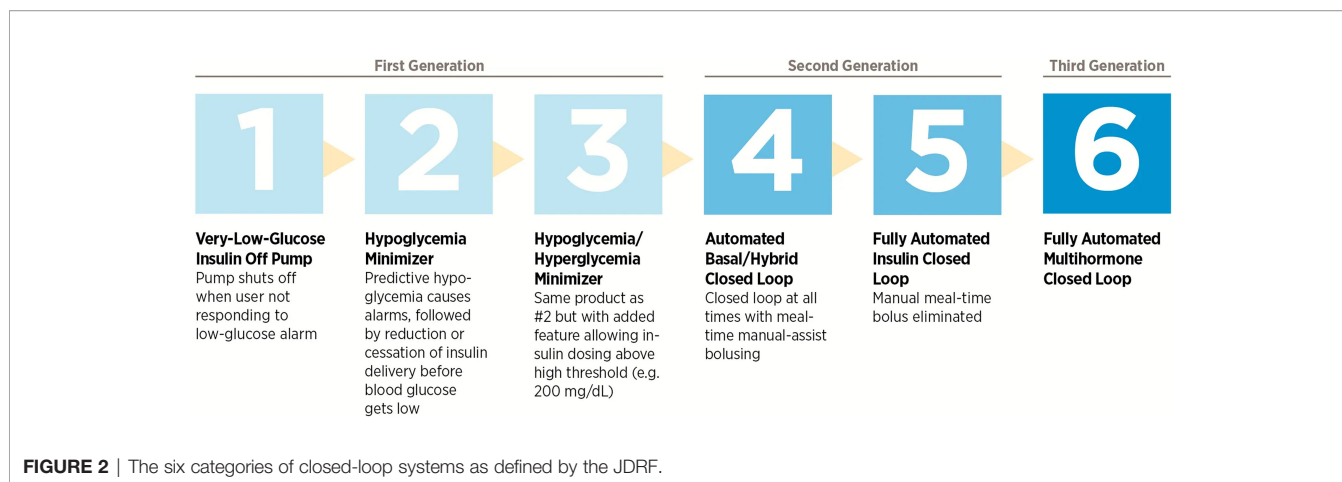 First Generation
Second Generation
Third Generation
1
2
3
4
5
6
Very-Low-Glucose
Insulin Off Pump
Pump shuts off
when user not
responding to
low-glucose alarm
Hypoglycemia
Minimizer
Predictive hypo-
glycemia causes
alarms, followed
by reduction or
cessation of insulin
delivery before
blood glucose
gets low
Hypoglycemia/
Hyperglycemia
Minimizer
Same product as
#2 but with added
feature allowing in-
sulin dosing above
high threshold (e.g.
200 mg/dL)
Automated
Basal/Hybrid
Closed Loop
Closed loop at all
times with meal-
time manual-assist
bolusing
Fully Automated
Insulin Closed
Loop
Manual meal-time
bolus eliminated
Fully Automated
Multihormone
Closed Loop
FIGURE 2 | The six categories of closed-loop systems as defined by the JDRF.